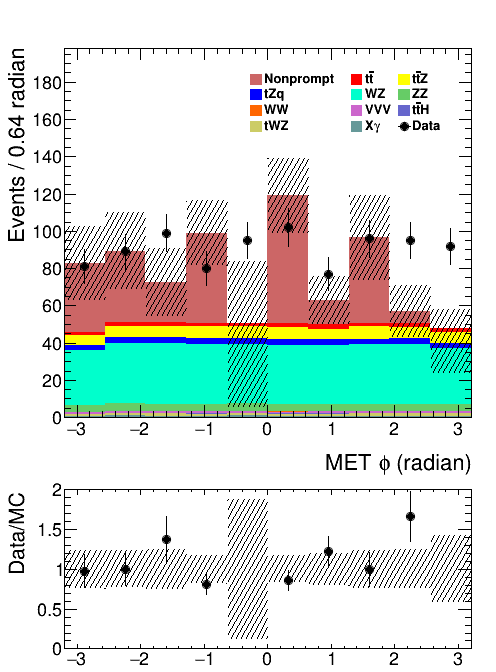 Events / 0.64 radian
180
160
140
120
100
80
60
40
20
0
Nonprompt tt̄ tt̄Z
tZq WZ ZZ
WW VVV tt̄H
tWZ Xγ Data
−3 −2 −1 0 1 2 3
MET ϕ (radian)
Data/MC
2
1.5
1
0.5
0
−3 −2 −1 0 1 2 3